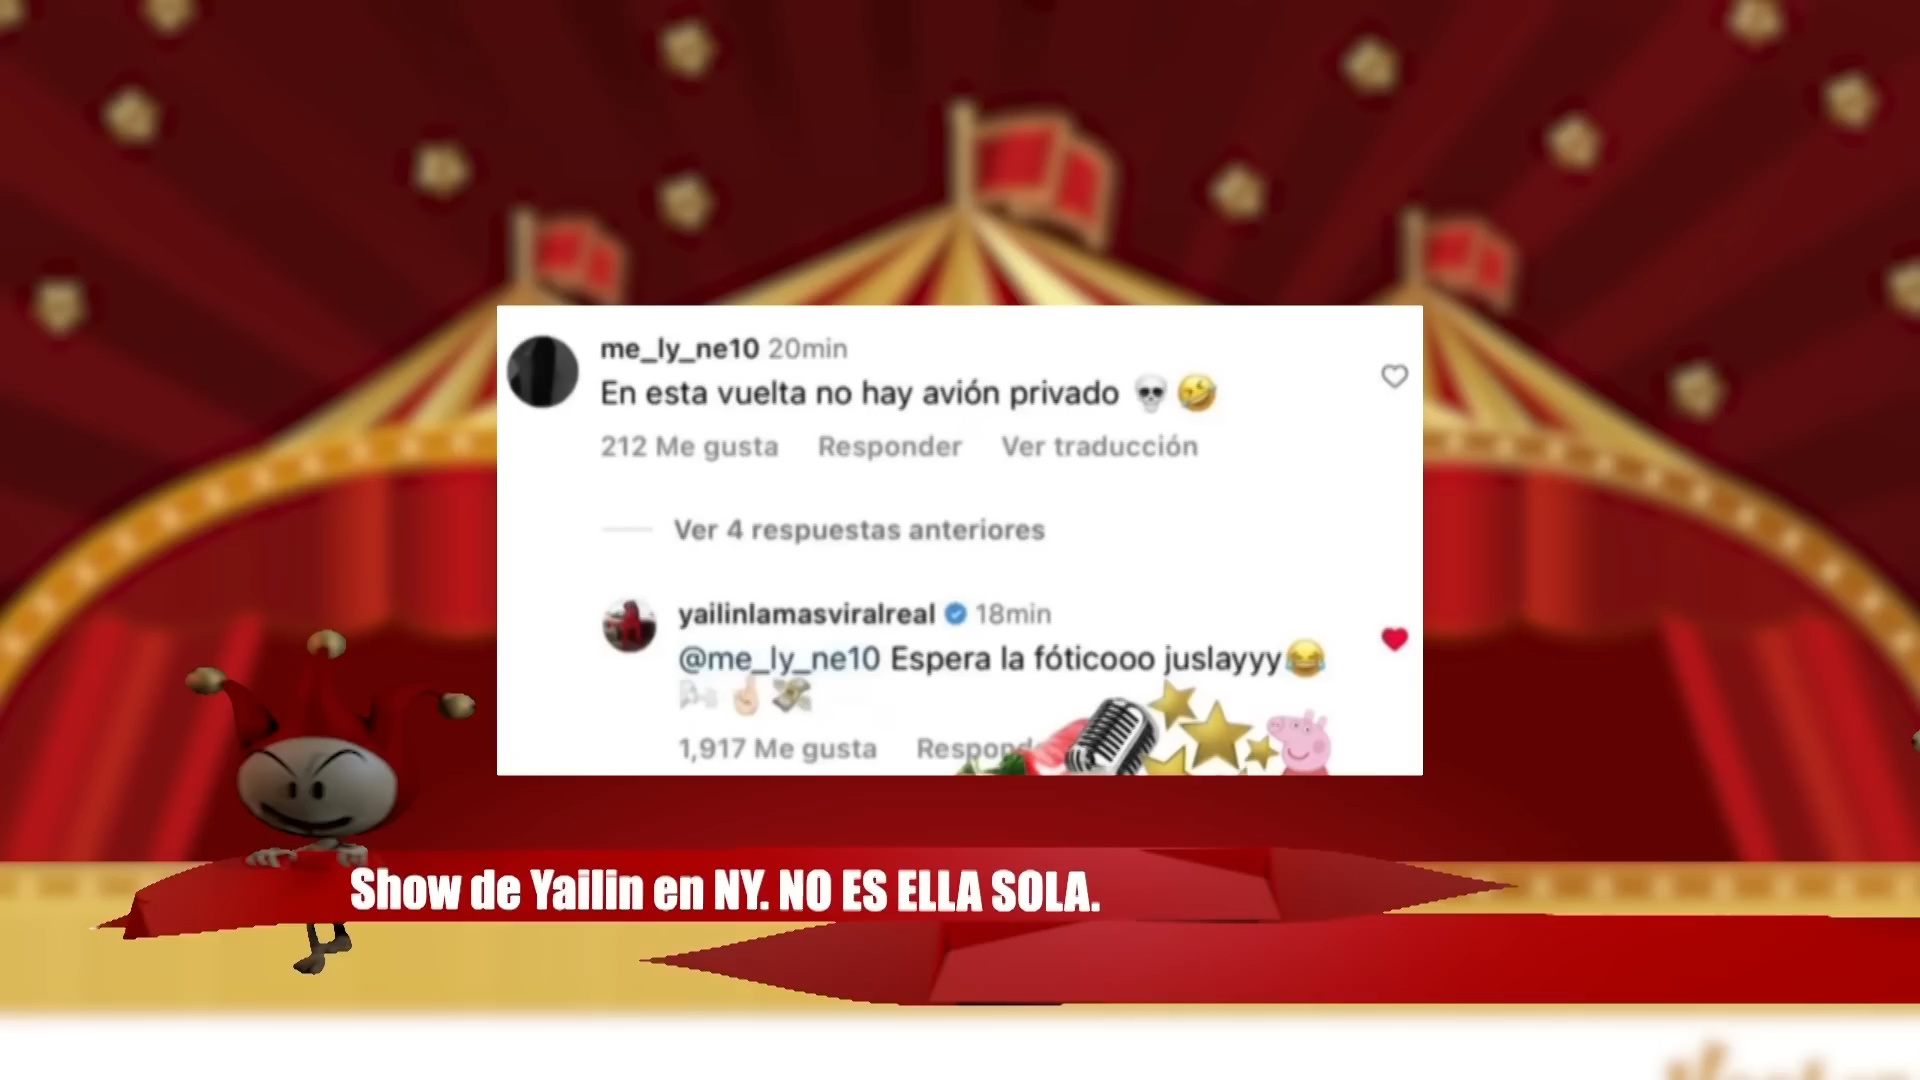 me_ly_ne10 20min
En esta vuelta no hay avión privado 💀 🤣
212 Me gusta Responder Ver traducción
Ver 4 respuestas anteriores
yailinlamasviralreal 18min
@me_ly_ne10 Espera la fóticooo juslayyy😂
🌬️ 🤞🏻 💸
1,917 Me gusta Respond
Show de Yailin en NY. NO ES ELLA SOLA.